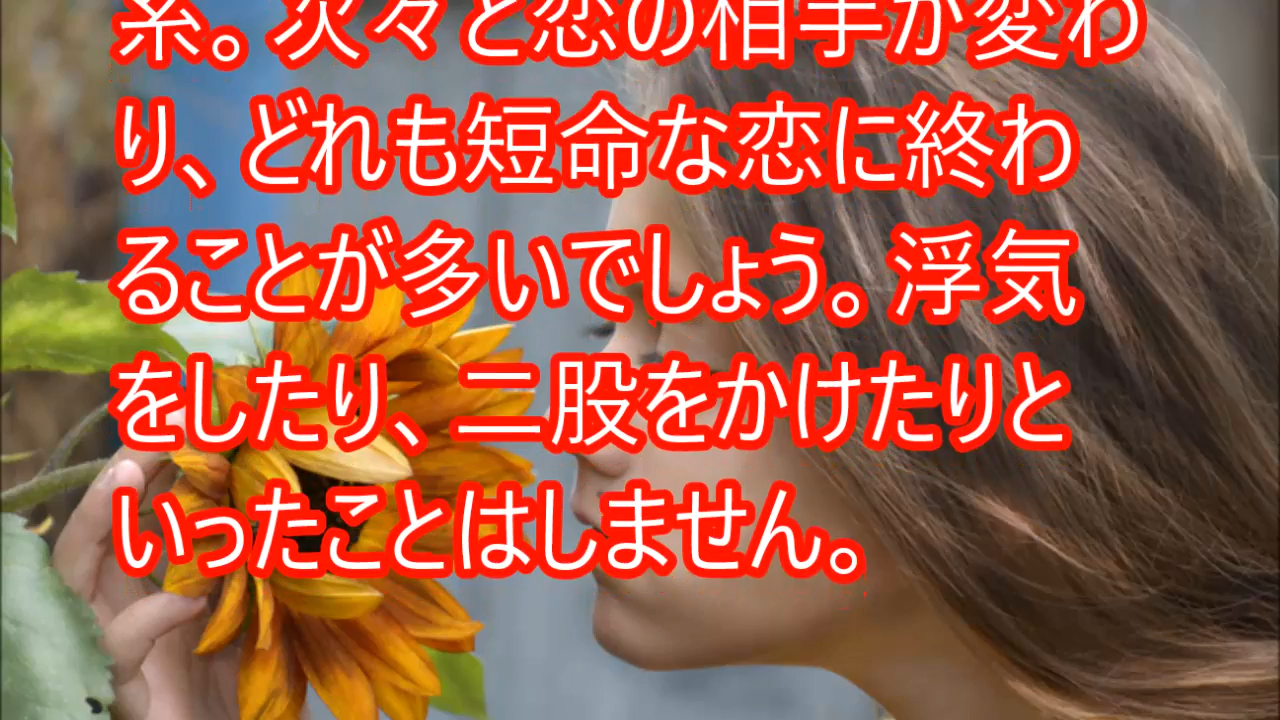 系。次々と恋の相手が変わ
り、どれも短命な恋に終わ
ることが多いでしょう。浮気
をしたり、二股をかけたりと
いったことはしません。